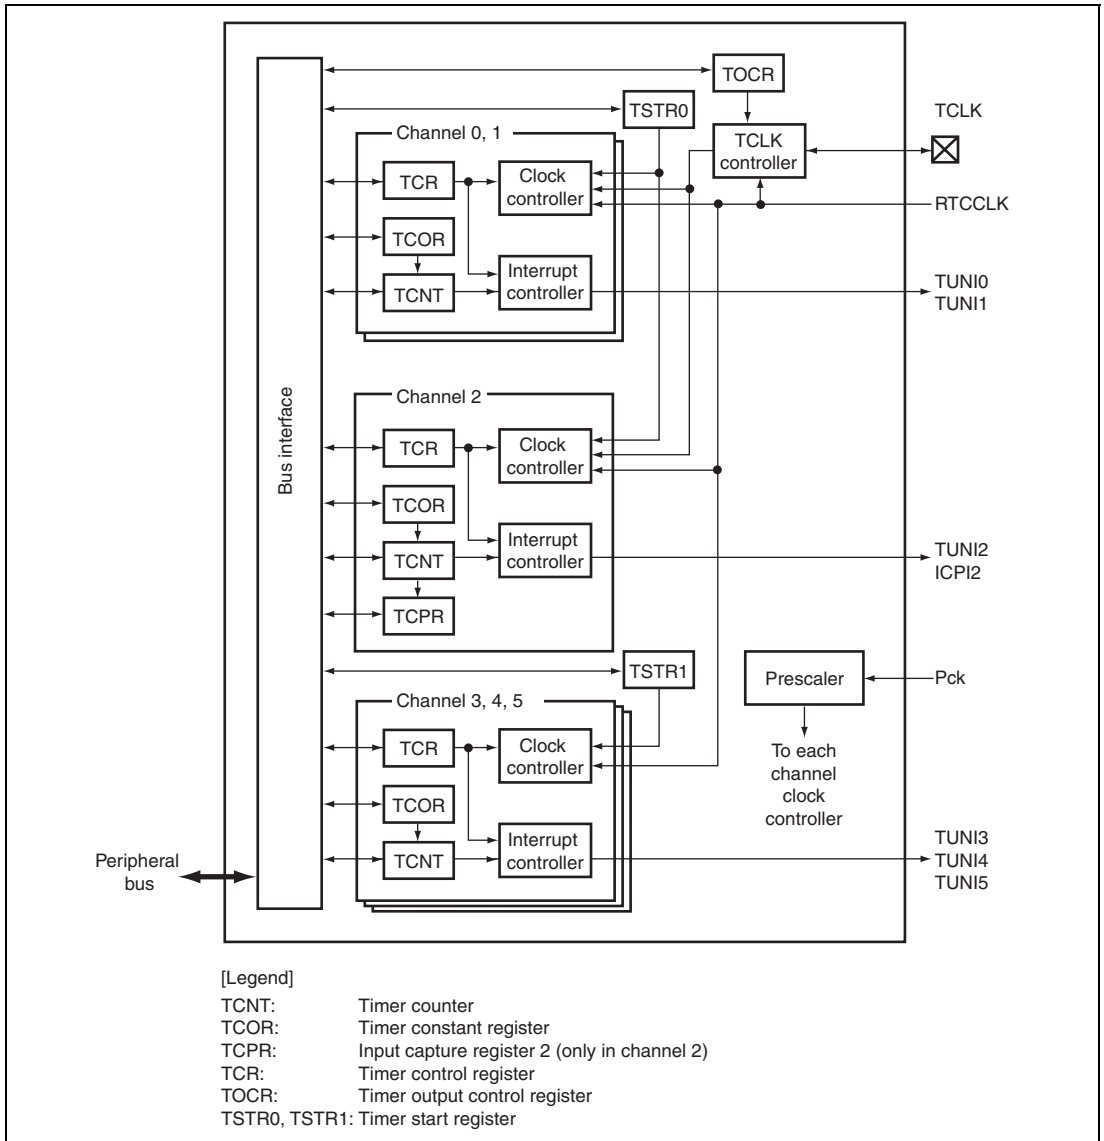 TOCR
TSTR0
TCLK
Channel 0, 1
TCLK
controller
TCR
Clock
controller
RTCCLK
TCOR
Interrupt
controller
TCNT
TUNI0
TUNI1
Bus interface
Channel 2
TCR
Clock
controller
TCOR
Interrupt
controller
TCNT
TUNI2
ICPI2
TCPR
TSTR1
Prescaler
Pck
Channel 3, 4, 5
TCR
Clock
controller
To each
channel
clock
controller
TCOR
Interrupt
controller
TCNT
TUNI3
TUNI4
TUNI5
Peripheral
bus
[Legend]
TCNT: Timer counter
TCOR: Timer constant register
TCPR: Input capture register 2 (only in channel 2)
TCR: Timer control register
TOCR: Timer output control register
TSTR0, TSTR1: Timer start register